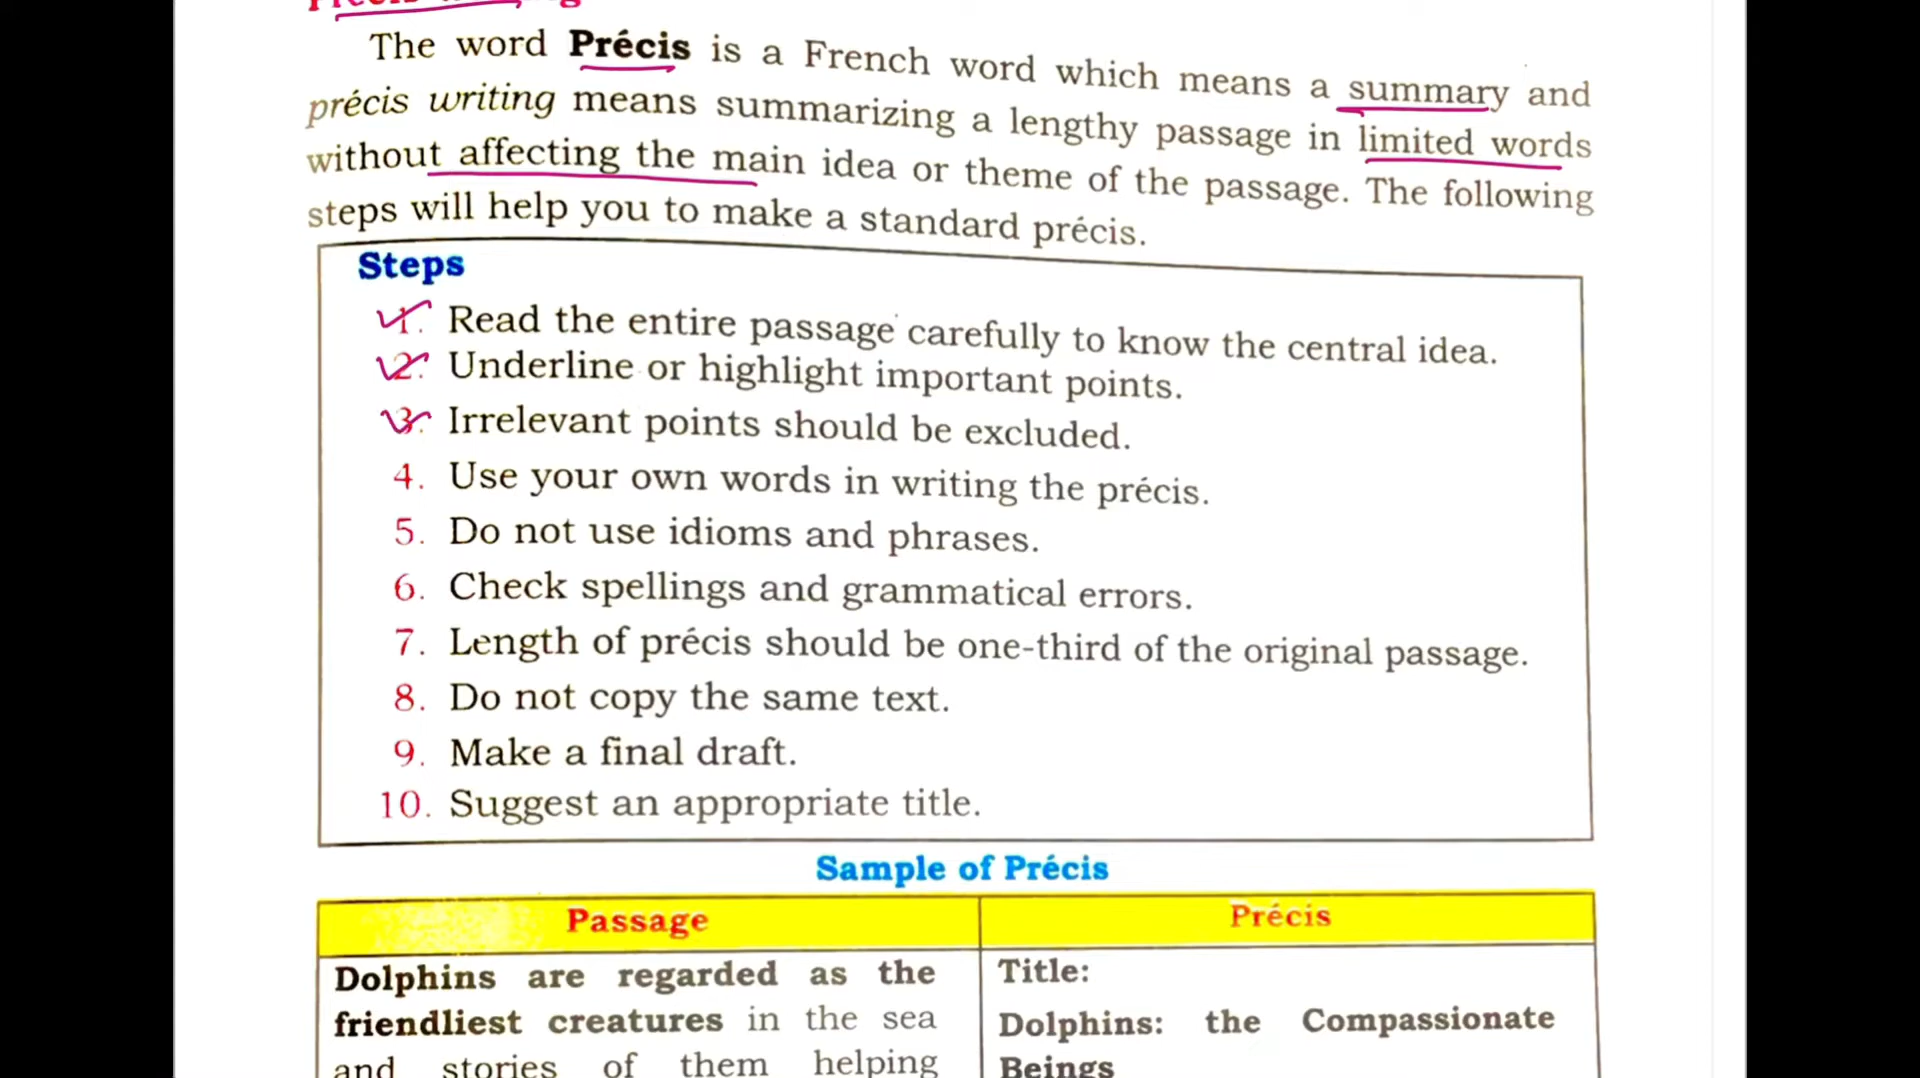 The word Précis is a French word which means a summary and
précis writing means summarizing a lengthy passage in limited words
without affecting the main idea or theme of the passage. The following
steps will help you to make a standard précis.
Steps
1. Read the entire passage carefully to know the central idea.
2. Underline or highlight important points.
3. Irrelevant points should be excluded.
4. Use your own words in writing the précis.
5. Do not use idioms and phrases.
6. Check spellings and grammatical errors.
7. Length of précis should be one-third of the original passage.
8. Do not copy the same text.
9. Make a final draft.
10. Suggest an appropriate title.
Sample of Précis
Passage
Précis
Dolphins are regarded as the
friendliest creatures in the sea
and stories of them helping
Title:
Dolphins: the Compassionate
Beings